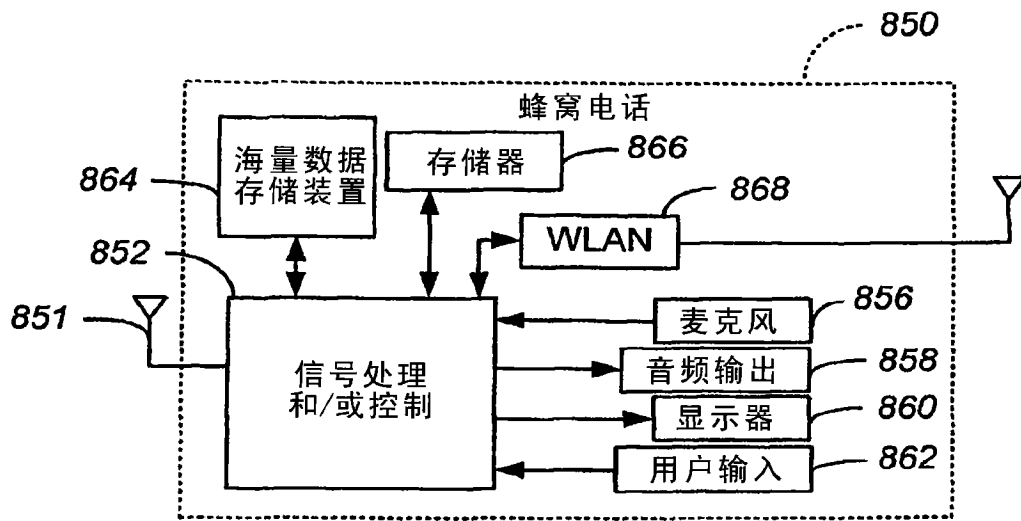 850
蜂窝电话
海量数据
存储装置
864
存储器
866
868
WLAN
852
851
信号处理
和/或控制
麦克风
856
音频输出
858
显示器
860
用户输入
862